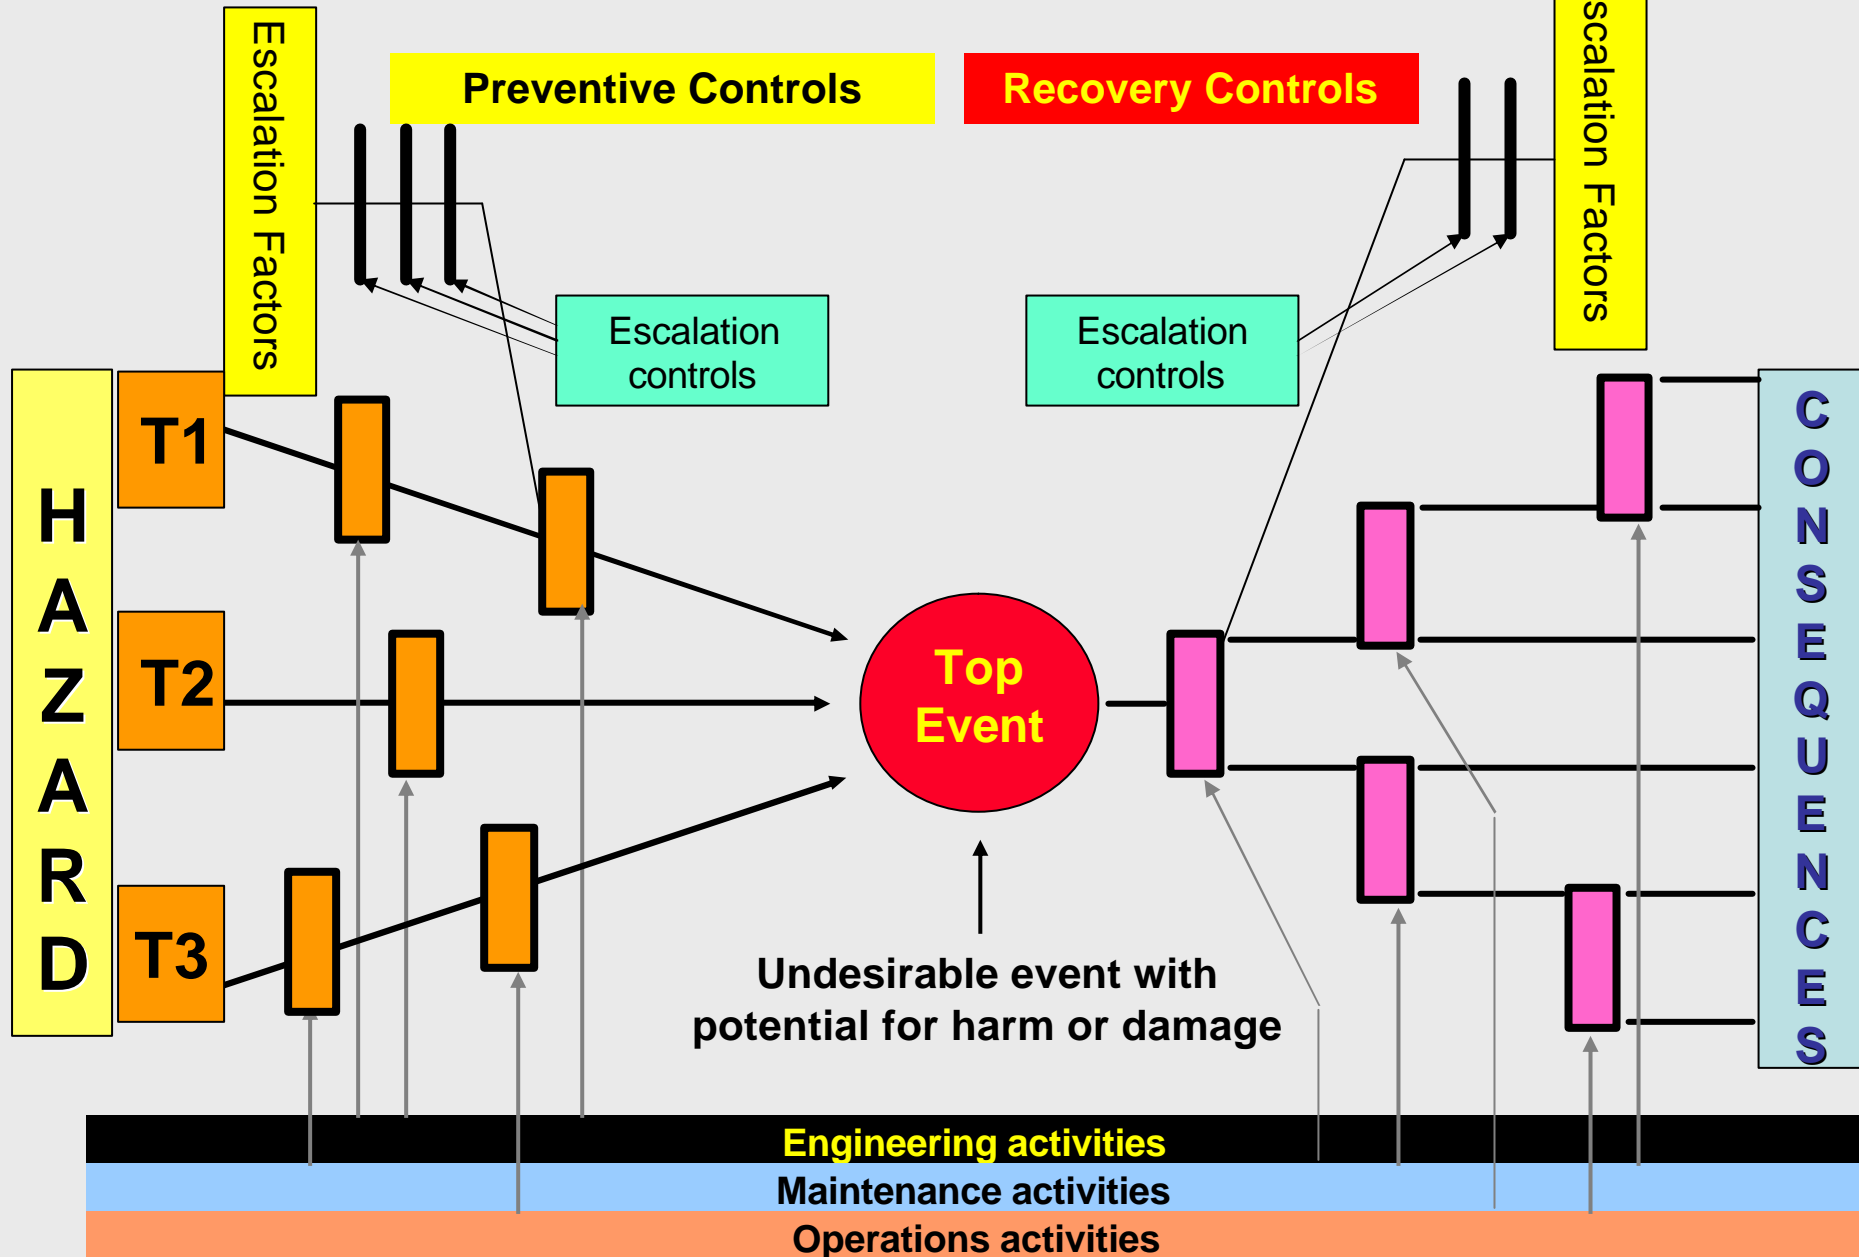 Escalation Factors
Preventive Controls
Recovery Controls
scalation Factors
Escalation
controls
Escalation
controls
HAZARD
T1
T2
T3
Top
Event
CONSEQUENCES
Undesirable event with
potential for harm or damage
Engineering activities
Maintenance activities
Operations activities